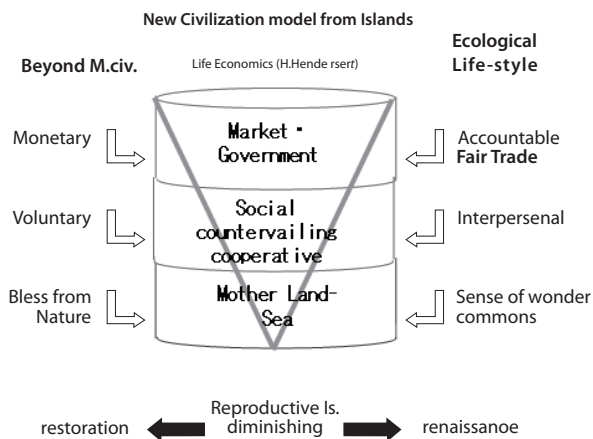 New Civilization model from Islands
Ecological
Life-style
Beyond M.civ.
Life Economics (H.Hende rsert)
Monetary
Market・
Government
Accountable
Fair Trade
Voluntary
Social
countervailing
cooperative
Interpersenal
Bless from
Nature
Mother Land-
Sea
Sense of wonder
commons
restoration
Reproductive Is.
diminishing
renaissanoe